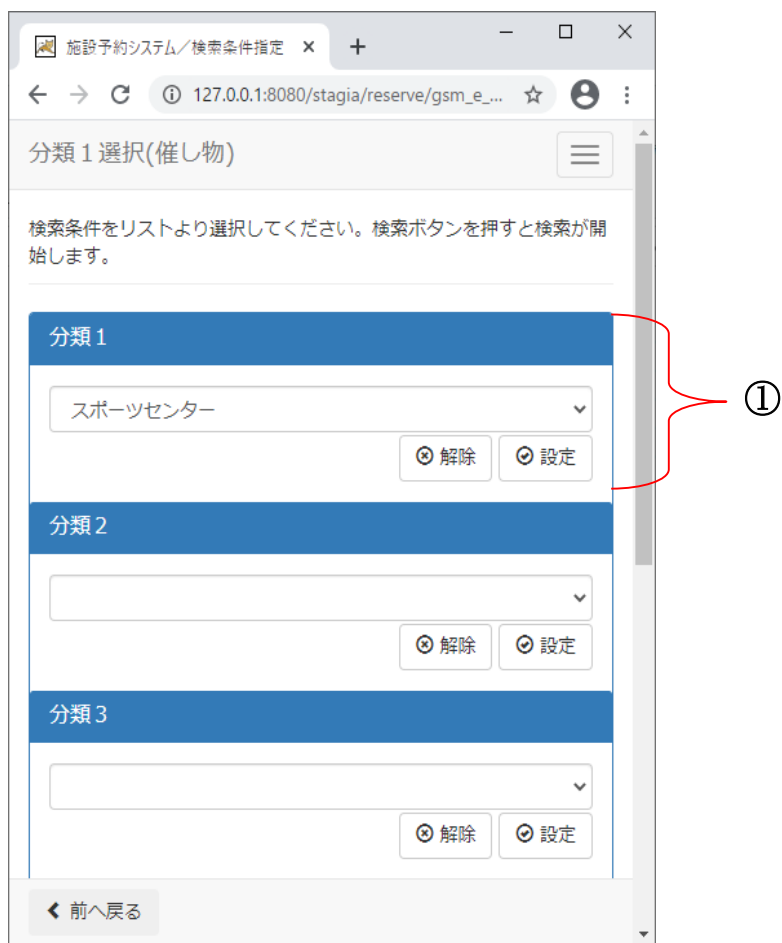 施設予約システム／検索条件指定
127.0.0.1:8080/stagia/reserve/gsm_e_...
分類１選択(催し物)
検索条件をリストより選択してください。検索ボタンを押すと検索が開
始します。
分類１
①
スポーツセンター
解除 設定
分類２
解除 設定
分類３
解除 設定
前へ戻る